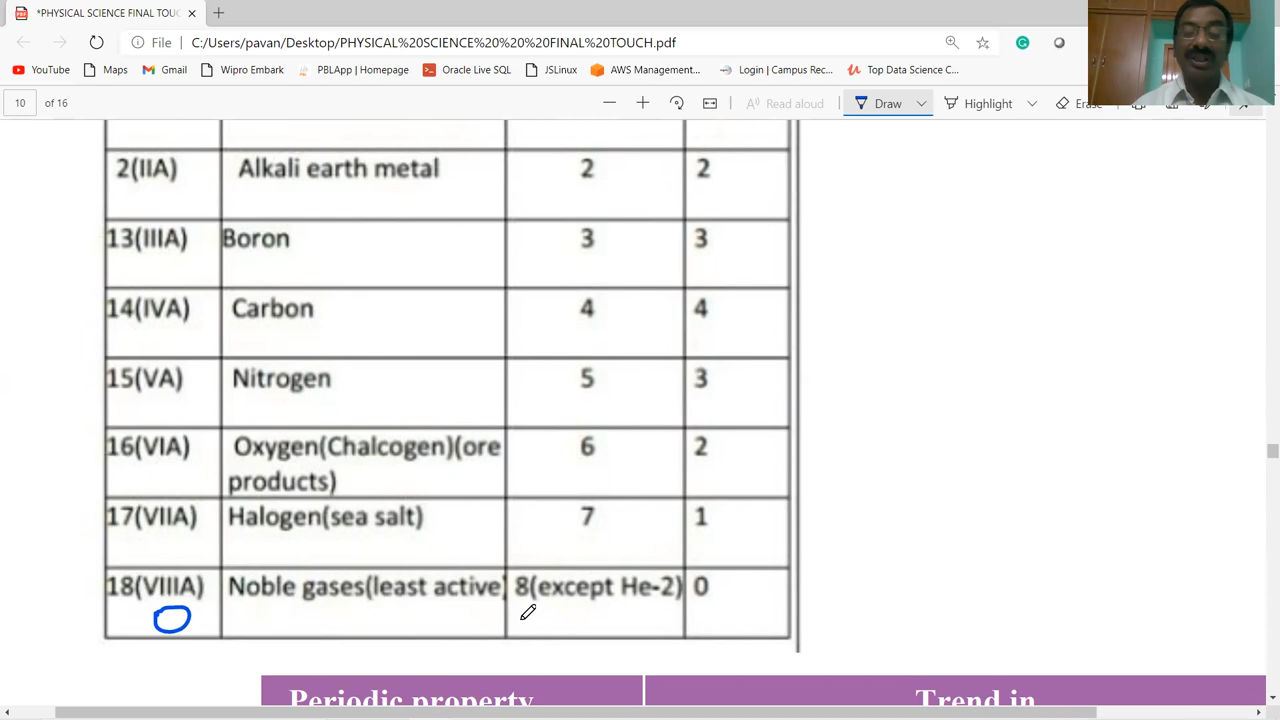 *PHYSICAL SCIENCE FINAL TOUC
File C:/Users/pavan/Desktop/PHYSICAL%20SCIENCE%20%20%20FINAL%20TOUCH.pdf
YouTube Maps Gmail Wipro Embark PBLApp | Homepage Oracle Live SQL JSLinux AWS Management... Login | Campus Rec... Top Data Science C...
10 of 16 Read aloud Draw Highlight Erase
2(IIA) Alkali earth metal 2 2
13(IIIA) Boron 3 3
14(IVA) Carbon 4 4
15(VA) Nitrogen 5 3
16(VIA) Oxygen(Chalcogen)(ore 6 2
products)
17(VIIA) Halogen(sea salt) 7 1
18(VIIIA) Noble gases(least active) 8(except He-2) 0
Periodic property Trend in